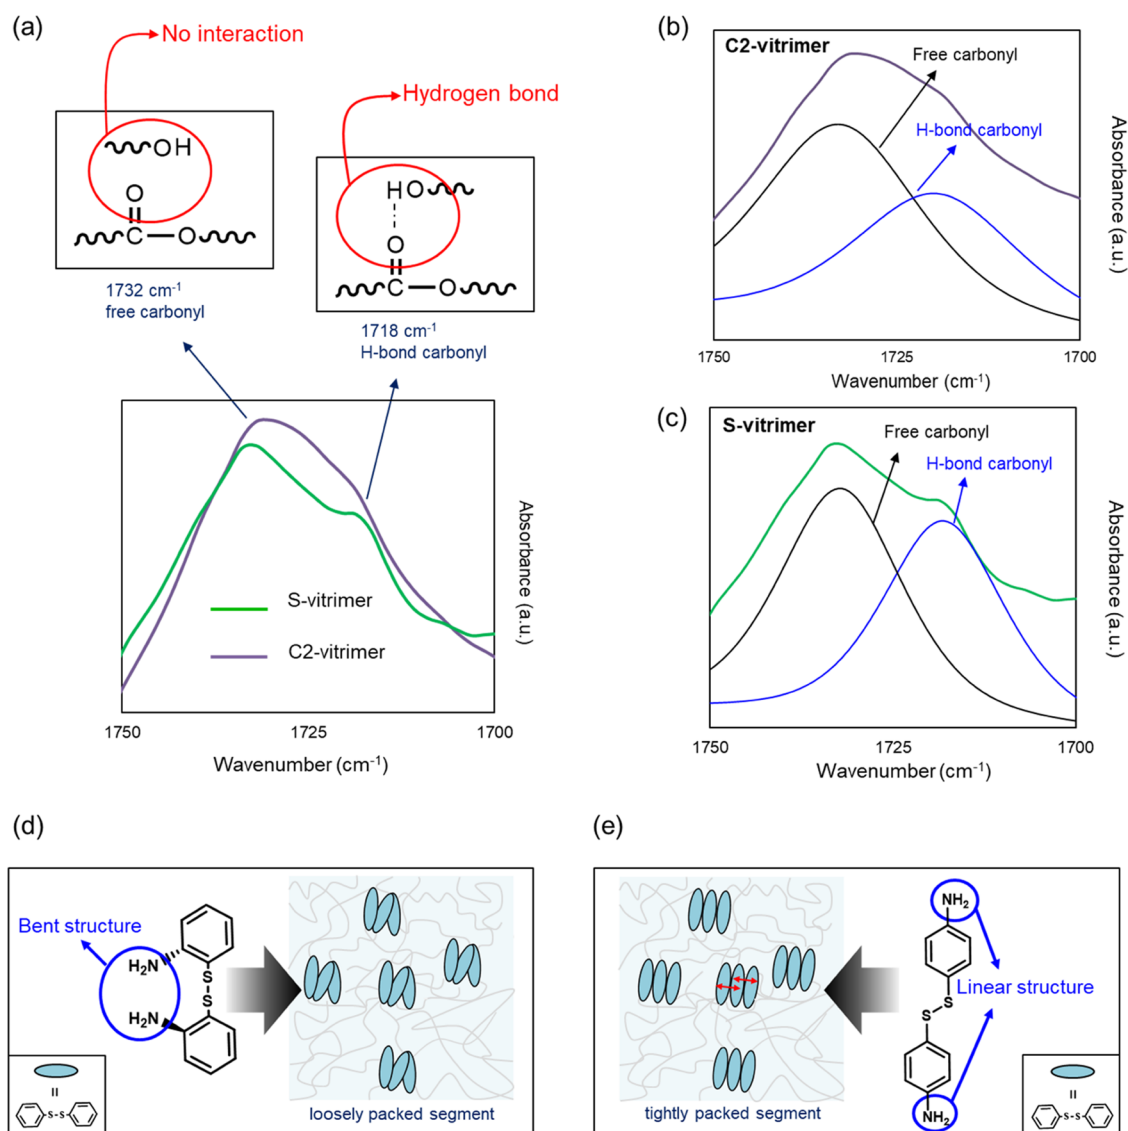 (a)
No interaction
Hydrogen bond
OH
O
C
O
HO
O
C
O
1732 cm⁻¹
free carbonyl
1718 cm⁻¹
H-bond carbonyl
S-vitrimer
C2-vitrimer
Absorbance (a.u.)
1750
1725
1700
Wavenumber (cm⁻¹)
(b)
C2-vitrimer
Free carbonyl
H-bond carbonyl
Absorbance (a.u.)
1750
1725
1700
Wavenumber (cm⁻¹)
(c)
S-vitrimer
Free carbonyl
H-bond carbonyl
Absorbance (a.u.)
1750
1725
1700
Wavenumber (cm⁻¹)
(d)
Bent structure
H₂N
S
S
H₂N
loosely packed segment
=
S-S
(e)
NH₂
Linear structure
S-S
NH₂
tightly packed segment
=
S-S